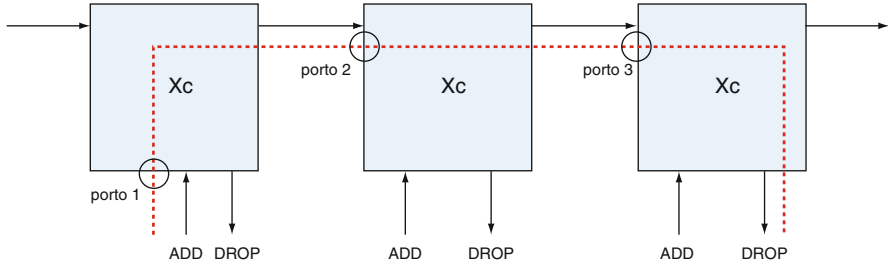 porto 2
porto 3
Xc
Xc
Xc
porto 1
ADD
DROP
ADD
DROP
ADD
DROP